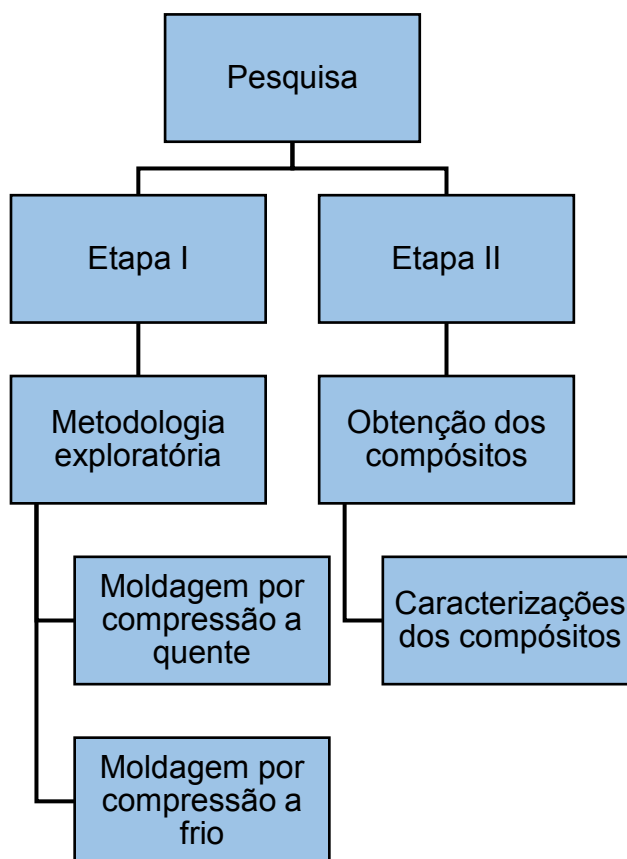 Pesquisa
Etapa I
Etapa II
Metodologia
exploratória
Obtenção dos
compósitos
Moldagem por
compressão a
quente
Caracterizações
dos compósitos
Moldagem por
compressão a
frio